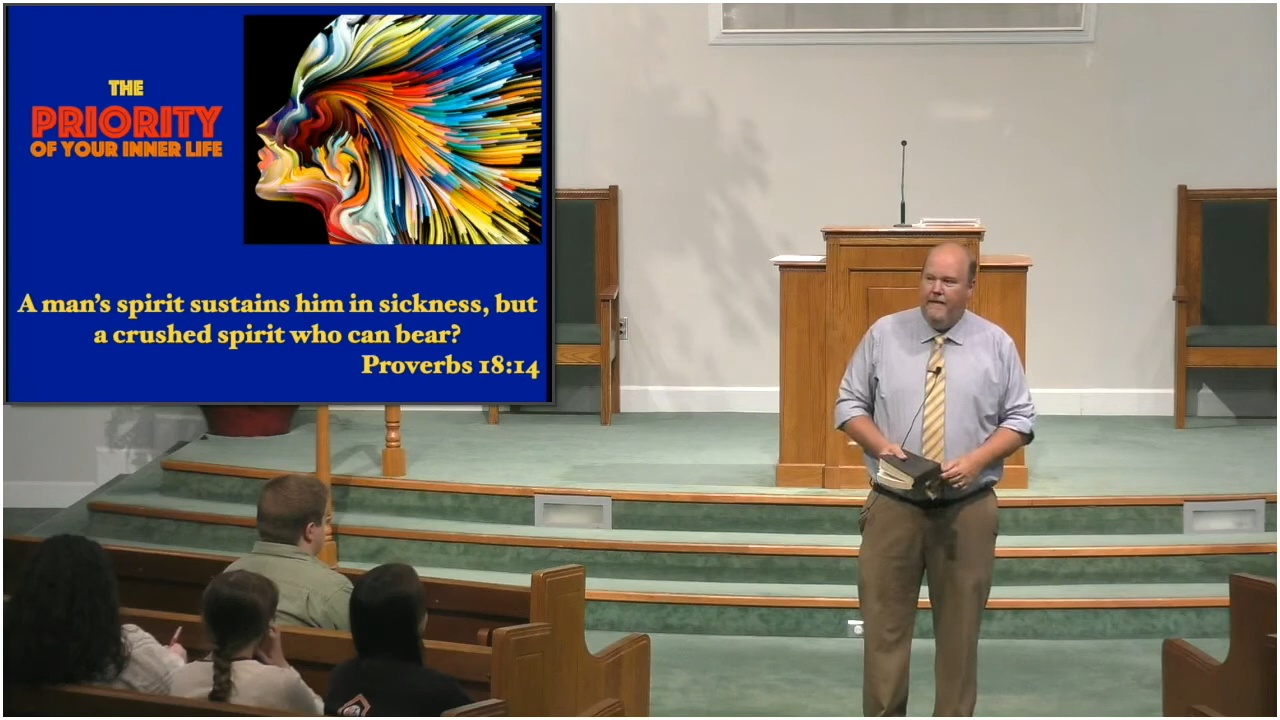 THE
PRIORITY
OF YOUR INNER LIFE
A man's spirit sustains him in sickness, but
a crushed spirit who can bear?
Proverbs 18:14